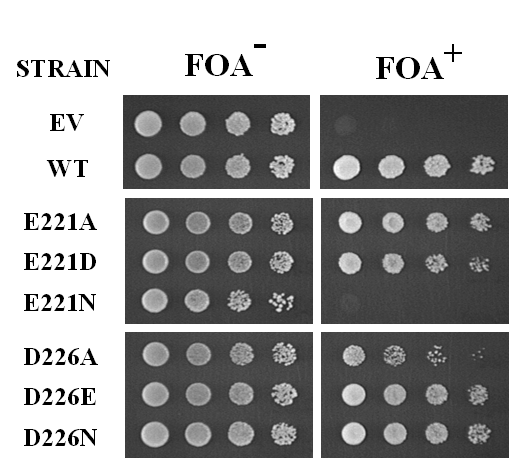 STRAIN FOA- FOA+
EV
WT
E221A
E221D
E221N
D226A
D226E
D226N